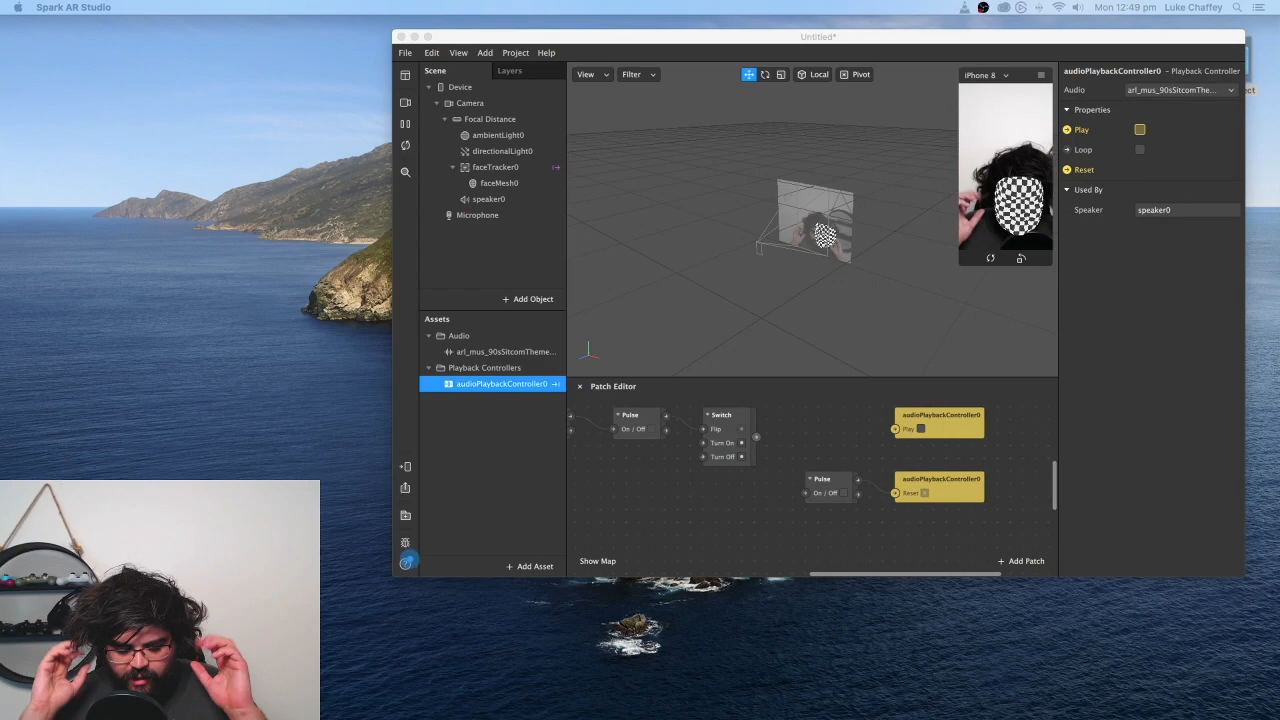 Spark AR Studio
Mon 12:49 pm
Luke Chaffey
Untitled*
File Edit View Add Project Help
Scene
Layers
Device
Camera
Focal Distance
ambientLight0
directionalLight0
faceTracker0
faceMesh0
speaker0
Microphone
+ Add Object
Assets
Audio
arl_mus_90sSitcomTheme...
Playback Controllers
audioPlaybackController0
+ Add Asset
View
Filter
Local
Pivot
iPhone 8
Patch Editor
Pulse
On / Off
Switch
Flip
Turn On
Turn Off
audioPlaybackController0
Play
Pulse
On / Off
audioPlaybackController0
Reset
Show Map
+ Add Patch
audioPlaybackController0 - Playback Controller
Audio
arl_mus_90sSitcomThe...
Properties
Play
Loop
Reset
Used By
Speaker
speaker0